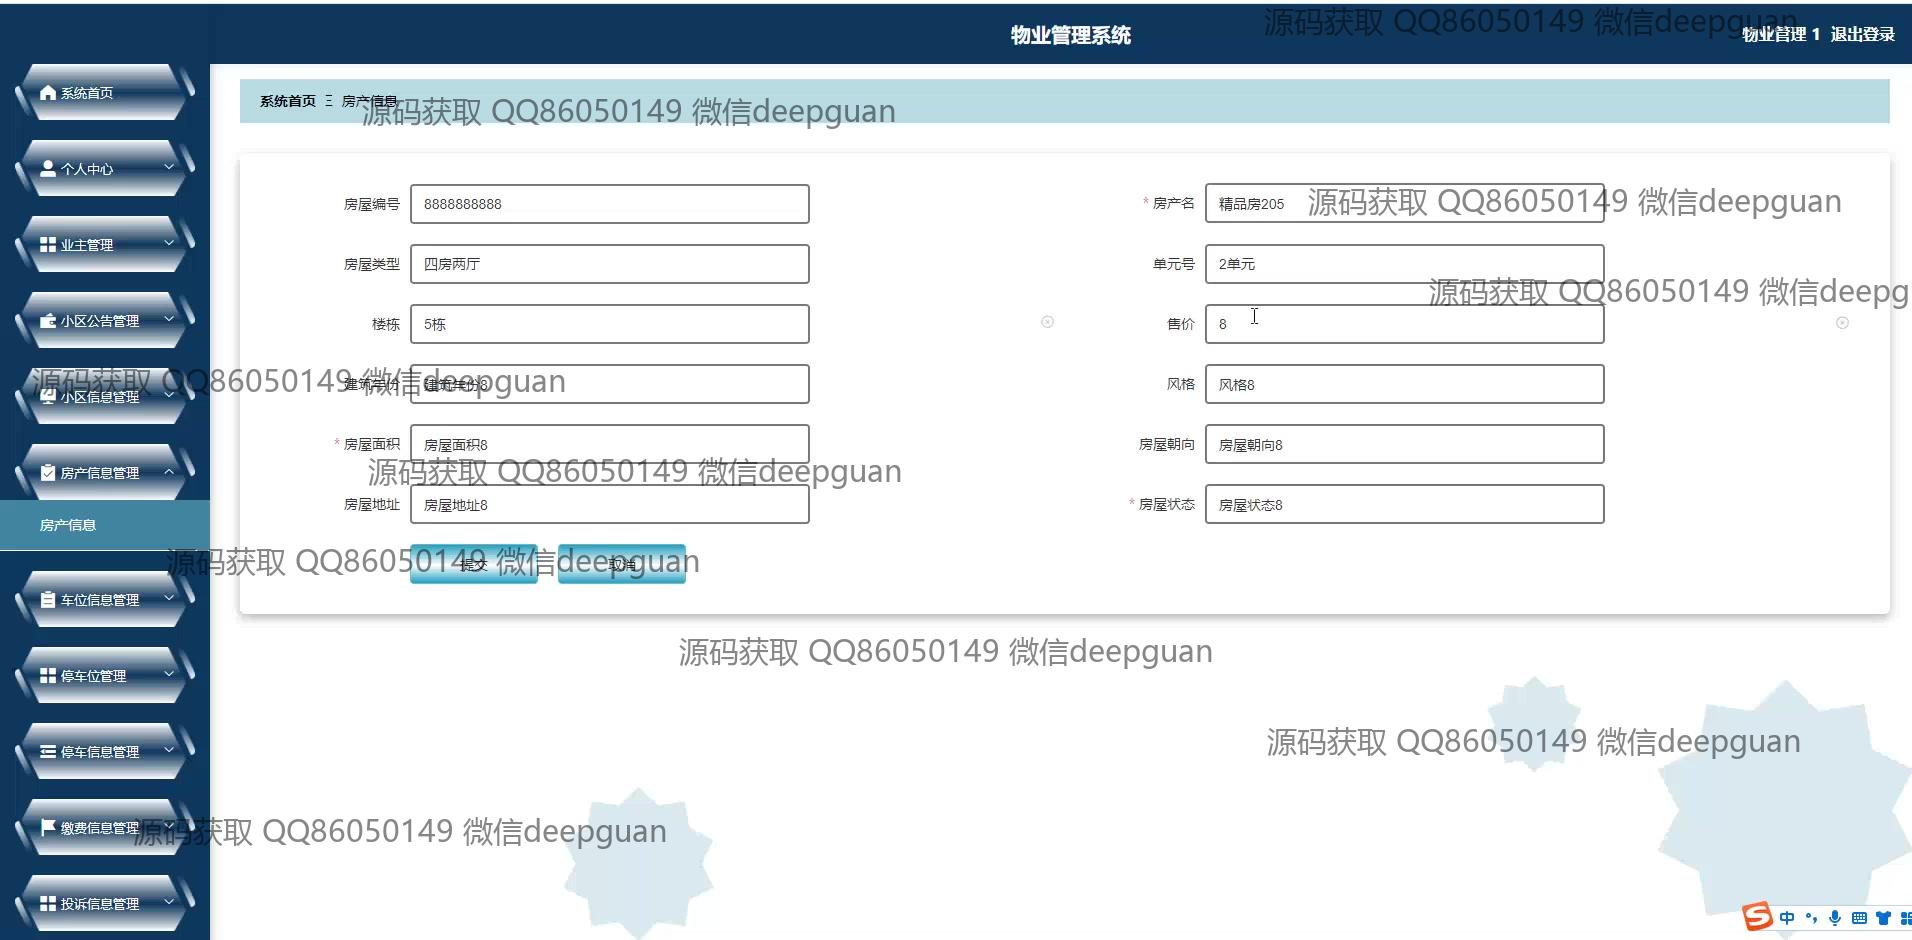 物业管理系统
源码获取 QQ86050149 微信deepguan
物业管理 1 退出登录
系统首页
个人中心
业主管理
小区公告管理
小区信息管理
房产信息管理
房产信息
车位信息管理
停车位管理
停车信息管理
缴费信息管理
投诉信息管理
系统首页 Ξ 房产信息
源码获取 QQ86050149 微信deepguan
房屋编号 8888888888
* 房产名 精品房205
源码获取 QQ86050149 微信deepguan
房屋类型 四房两厅
单元号 2单元
源码获取 QQ86050149 微信deepg
楼栋 5栋
售价 8
源码获取 QQ86050149 微信deepguan
建筑年份 建筑年份8
风格 风格8
* 房屋面积 房屋面积8
房屋朝向 房屋朝向8
源码获取 QQ86050149 微信deepguan
房屋地址 房屋地址8
* 房屋状态 房屋状态8
源码获取 QQ86050149 微信deepguan
提交 取消
源码获取 QQ86050149 微信deepguan
源码获取 QQ86050149 微信deepguan
源码获取 QQ86050149 微信deepguan
S 中